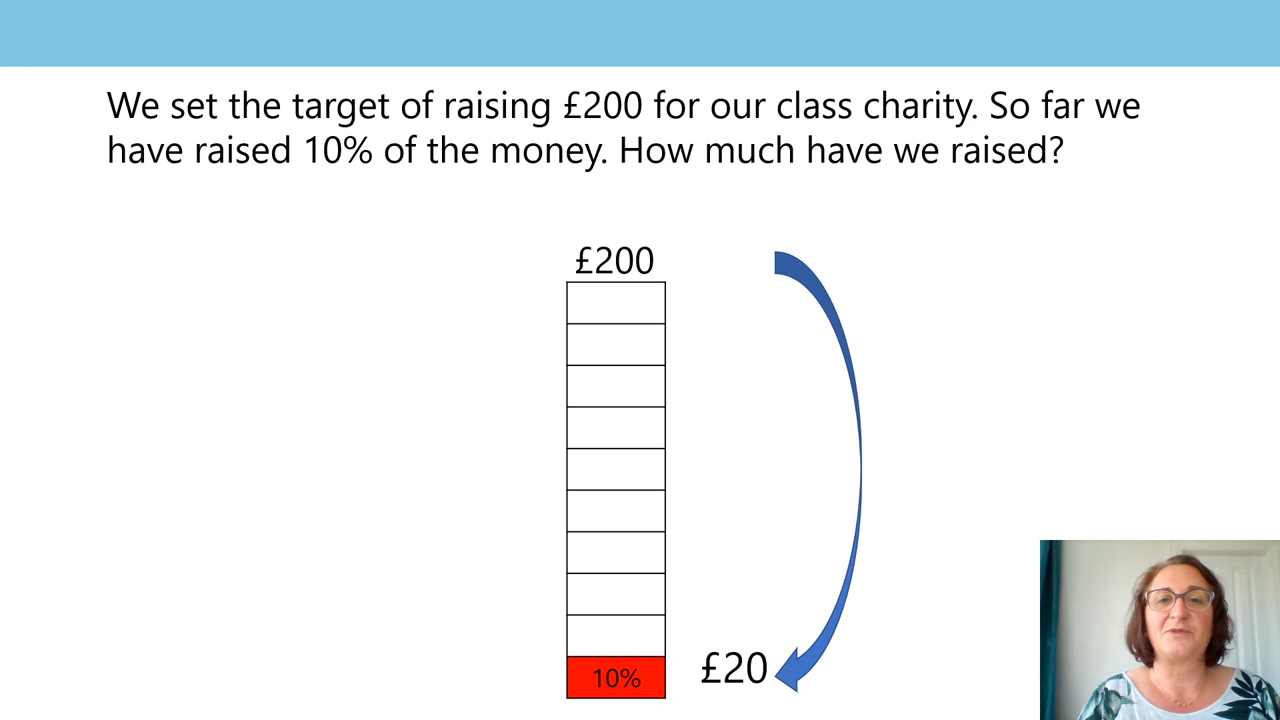 We set the target of raising £200 for our class charity. So far we
have raised 10% of the money. How much have we raised?
£200
10%
£20